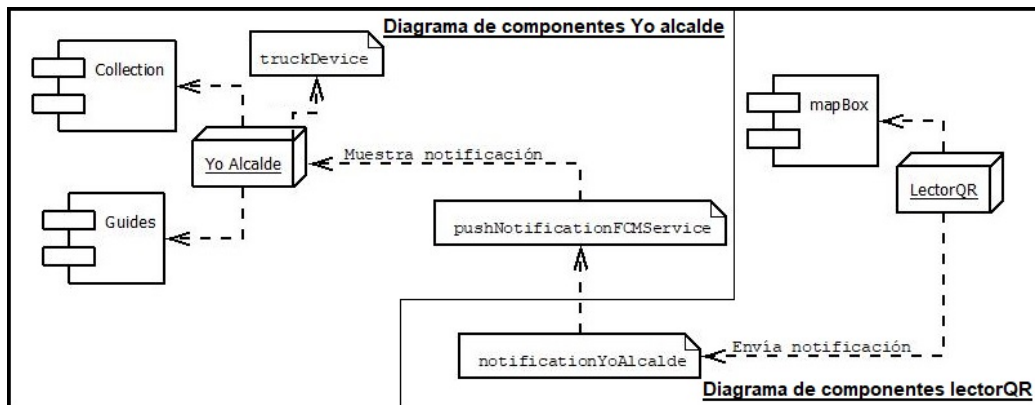 Diagrama de componentes Yo alcalde
truckDevice
Collection
mapBox
Muestra notificación
Yo Alcalde
LectorQR
Guides
pushNotificationFCMService
Envía notificación
notificationYoAlcalde
Diagrama de componentes lectorQR